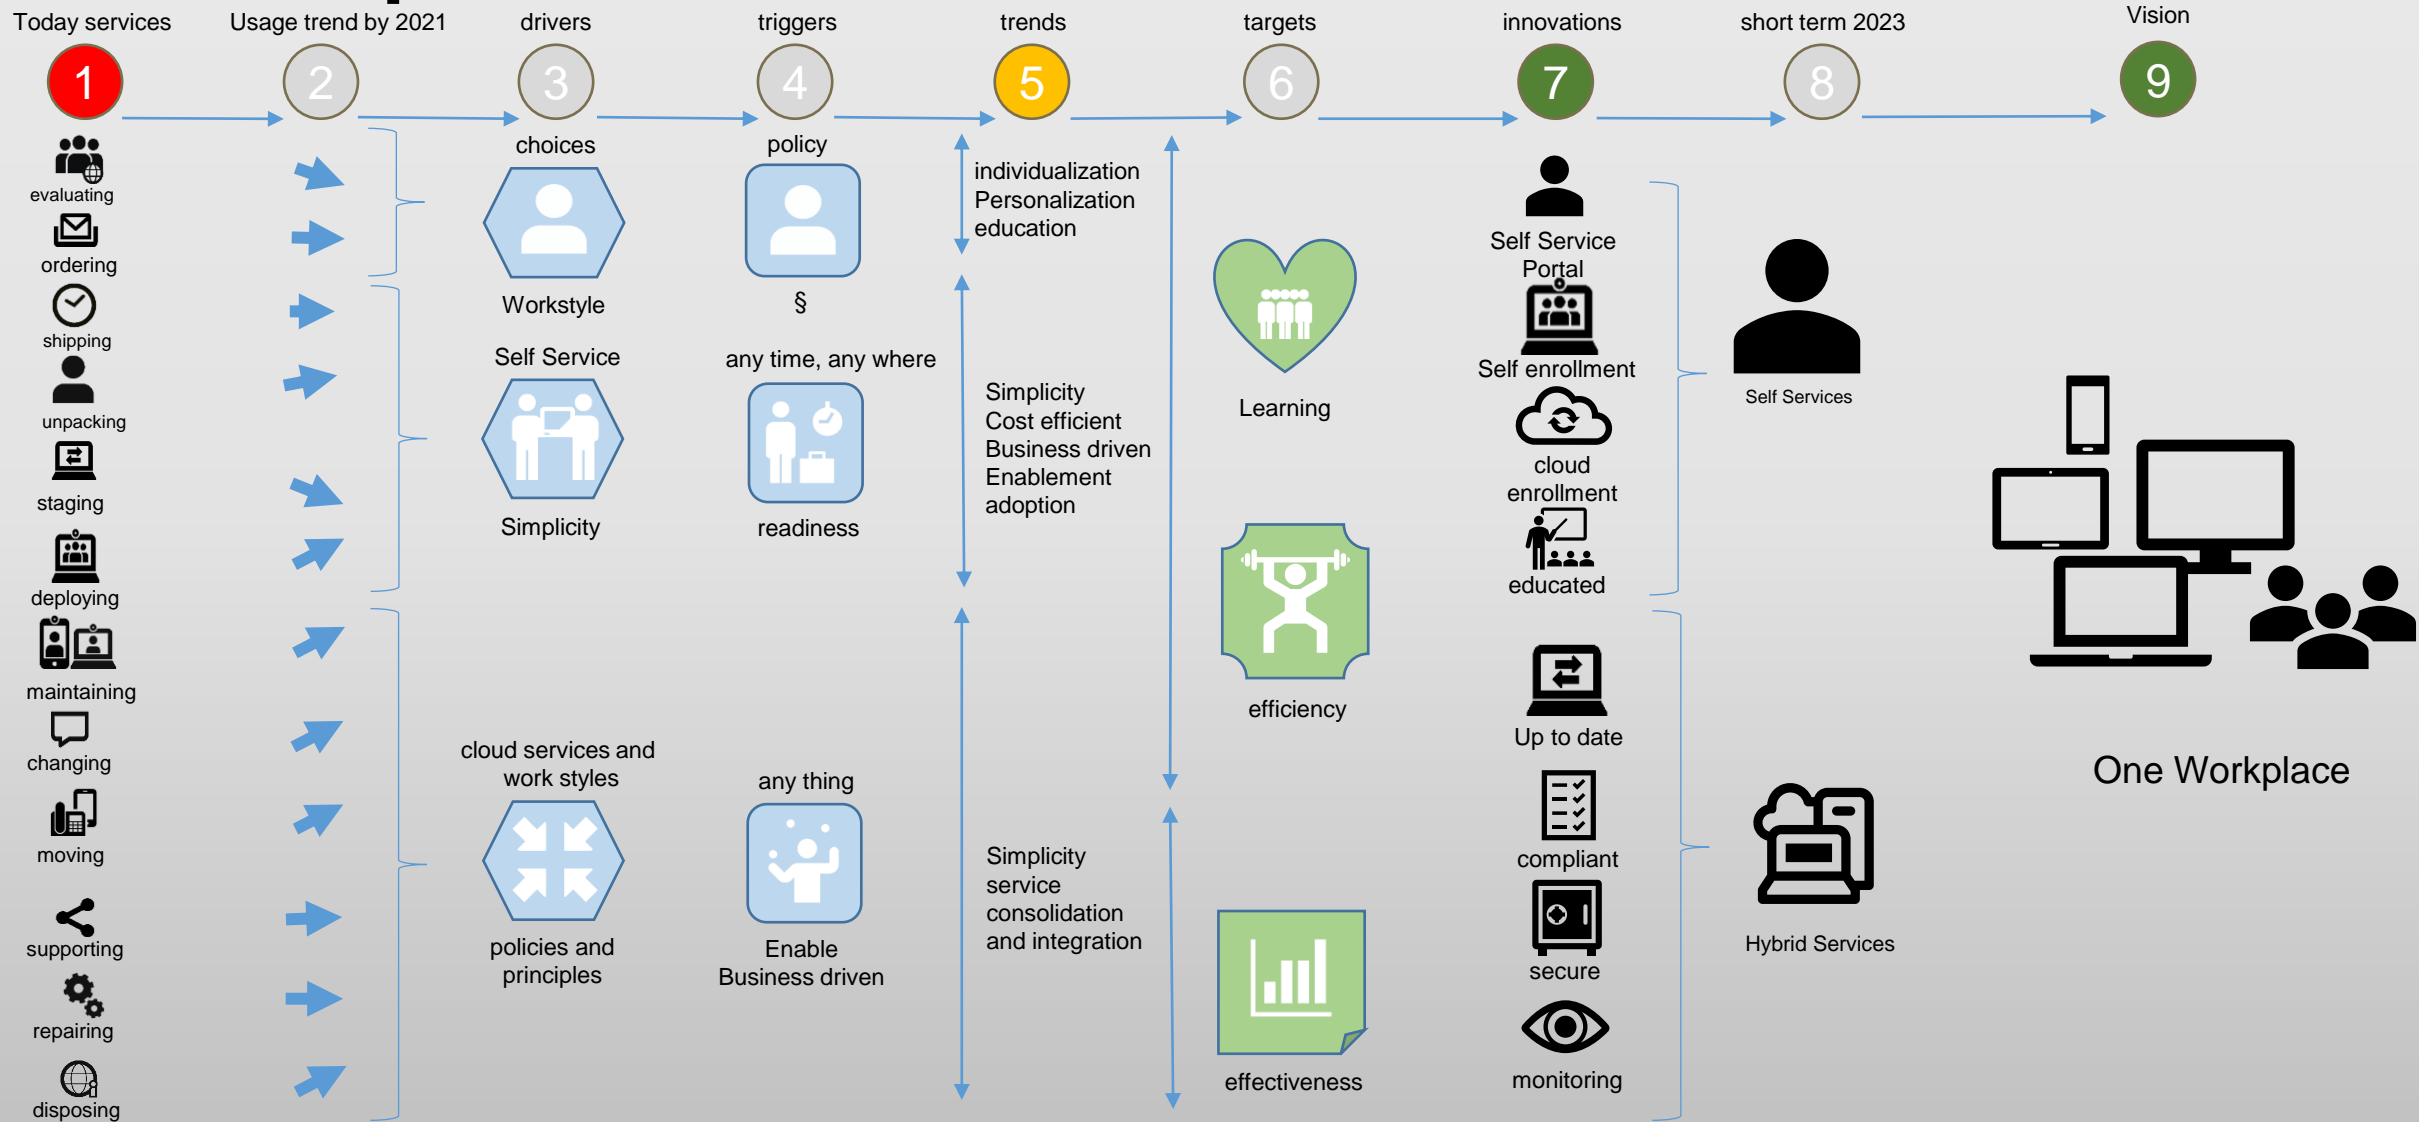 Today services
Usage trend by 2021
drivers
triggers
trends
targets
innovations
short term 2023
Vision
1
2
3
4
5
6
7
8
9
evaluating
ordering
shipping
unpacking
staging
deploying
maintaining
changing
moving
supporting
repairing
disposing
choices
Workstyle
Self Service
Simplicity
cloud services and
work styles
policies and
principles
policy
§
any time, any where
readiness
any thing
Enable
Business driven
individualization
Personalization
education
Simplicity
Cost efficient
Business driven
Enablement
adoption
Simplicity
service
consolidation
and integration
Learning
efficiency
effectiveness
Self Service
Portal
Self enrollment
cloud
enrollment
educated
Up to date
compliant
secure
monitoring
Self Services
Hybrid Services
One Workplace